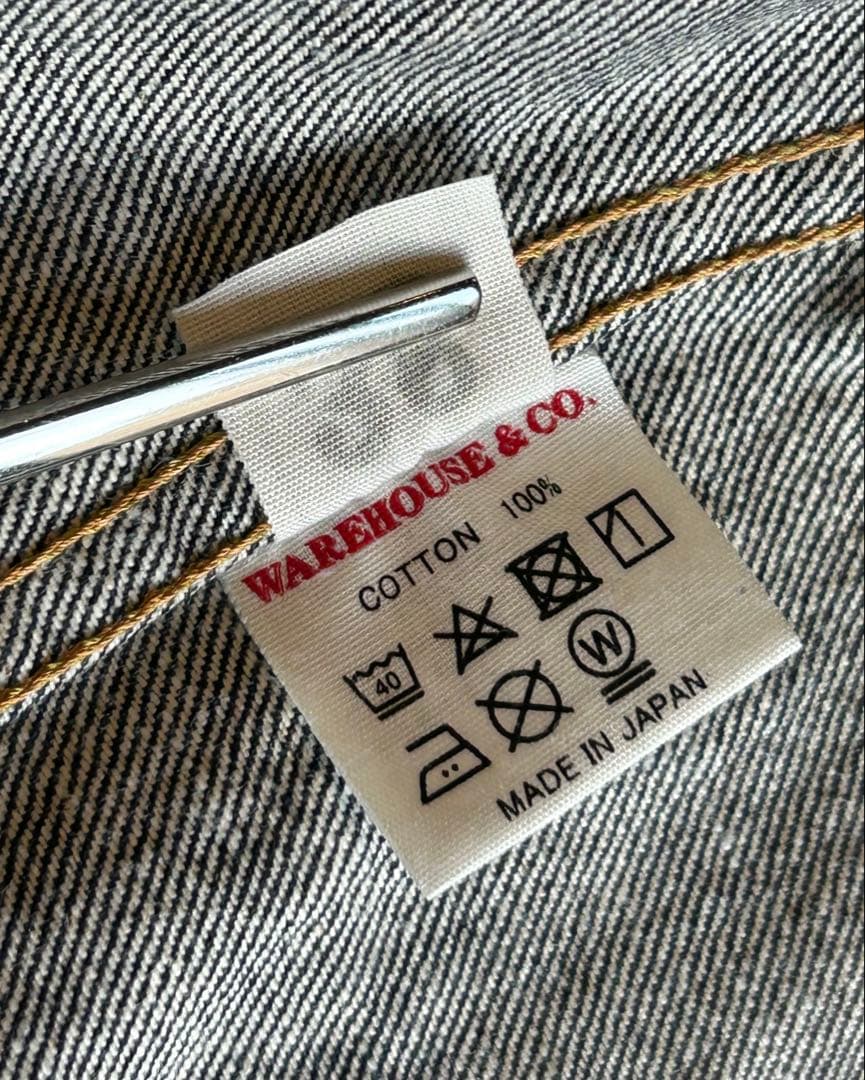 WAREHOUSE & CO.
COTTON 100%
40
W
MADE IN JAPAN